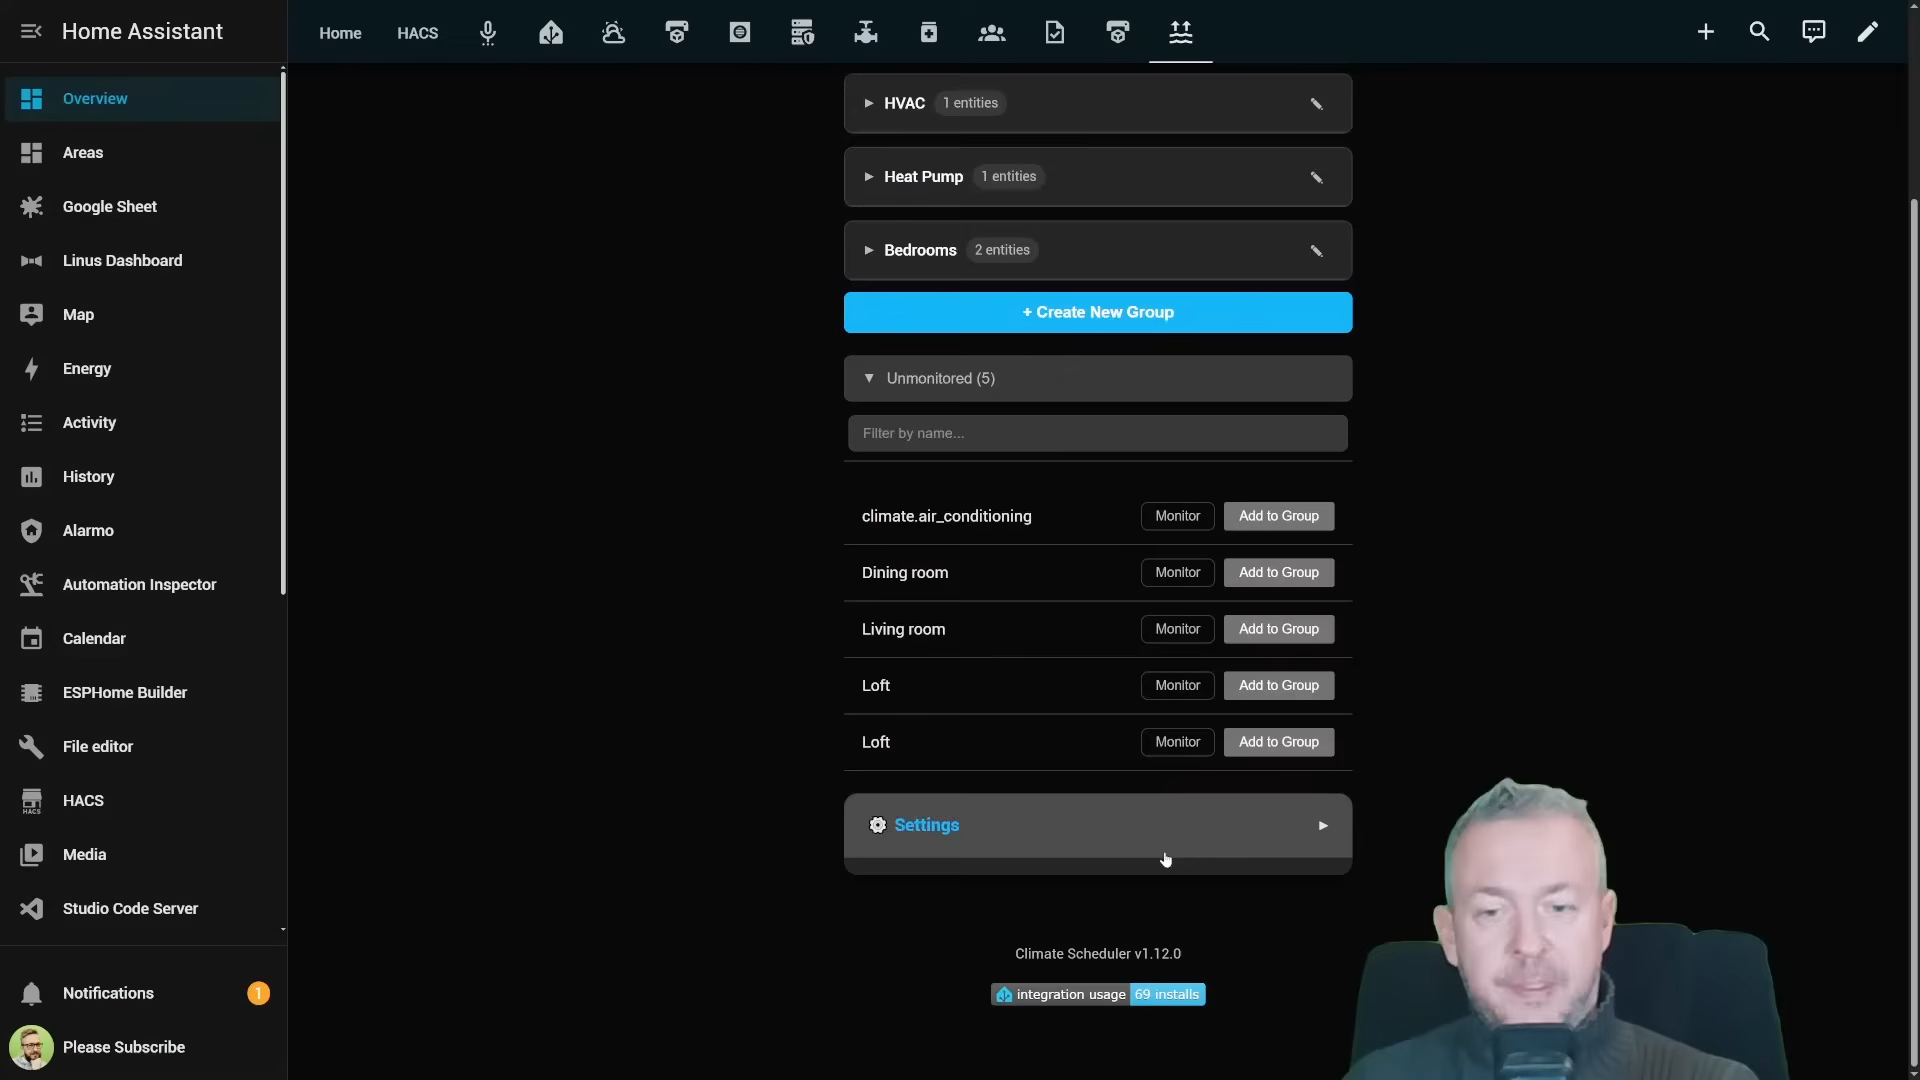 Home Assistant
Home
HACS
Overview
Areas
Google Sheet
Linus Dashboard
Map
Energy
Activity
History
Alarmo
Automation Inspector
Calendar
ESPHome Builder
File editor
HACS
HACS
Media
Studio Code Server
Notifications
1
Please Subscribe
▶ HVAC 1 entities
▶ Heat Pump 1 entities
▶ Bedrooms 2 entities
+ Create New Group
▼ Unmonitored (5)
Filter by name...
climate.air_conditioning Monitor Add to Group
Dining room Monitor Add to Group
Living room Monitor Add to Group
Loft Monitor Add to Group
Loft Monitor Add to Group
Settings ▶
Climate Scheduler v1.12.0
integration usage 69 installs